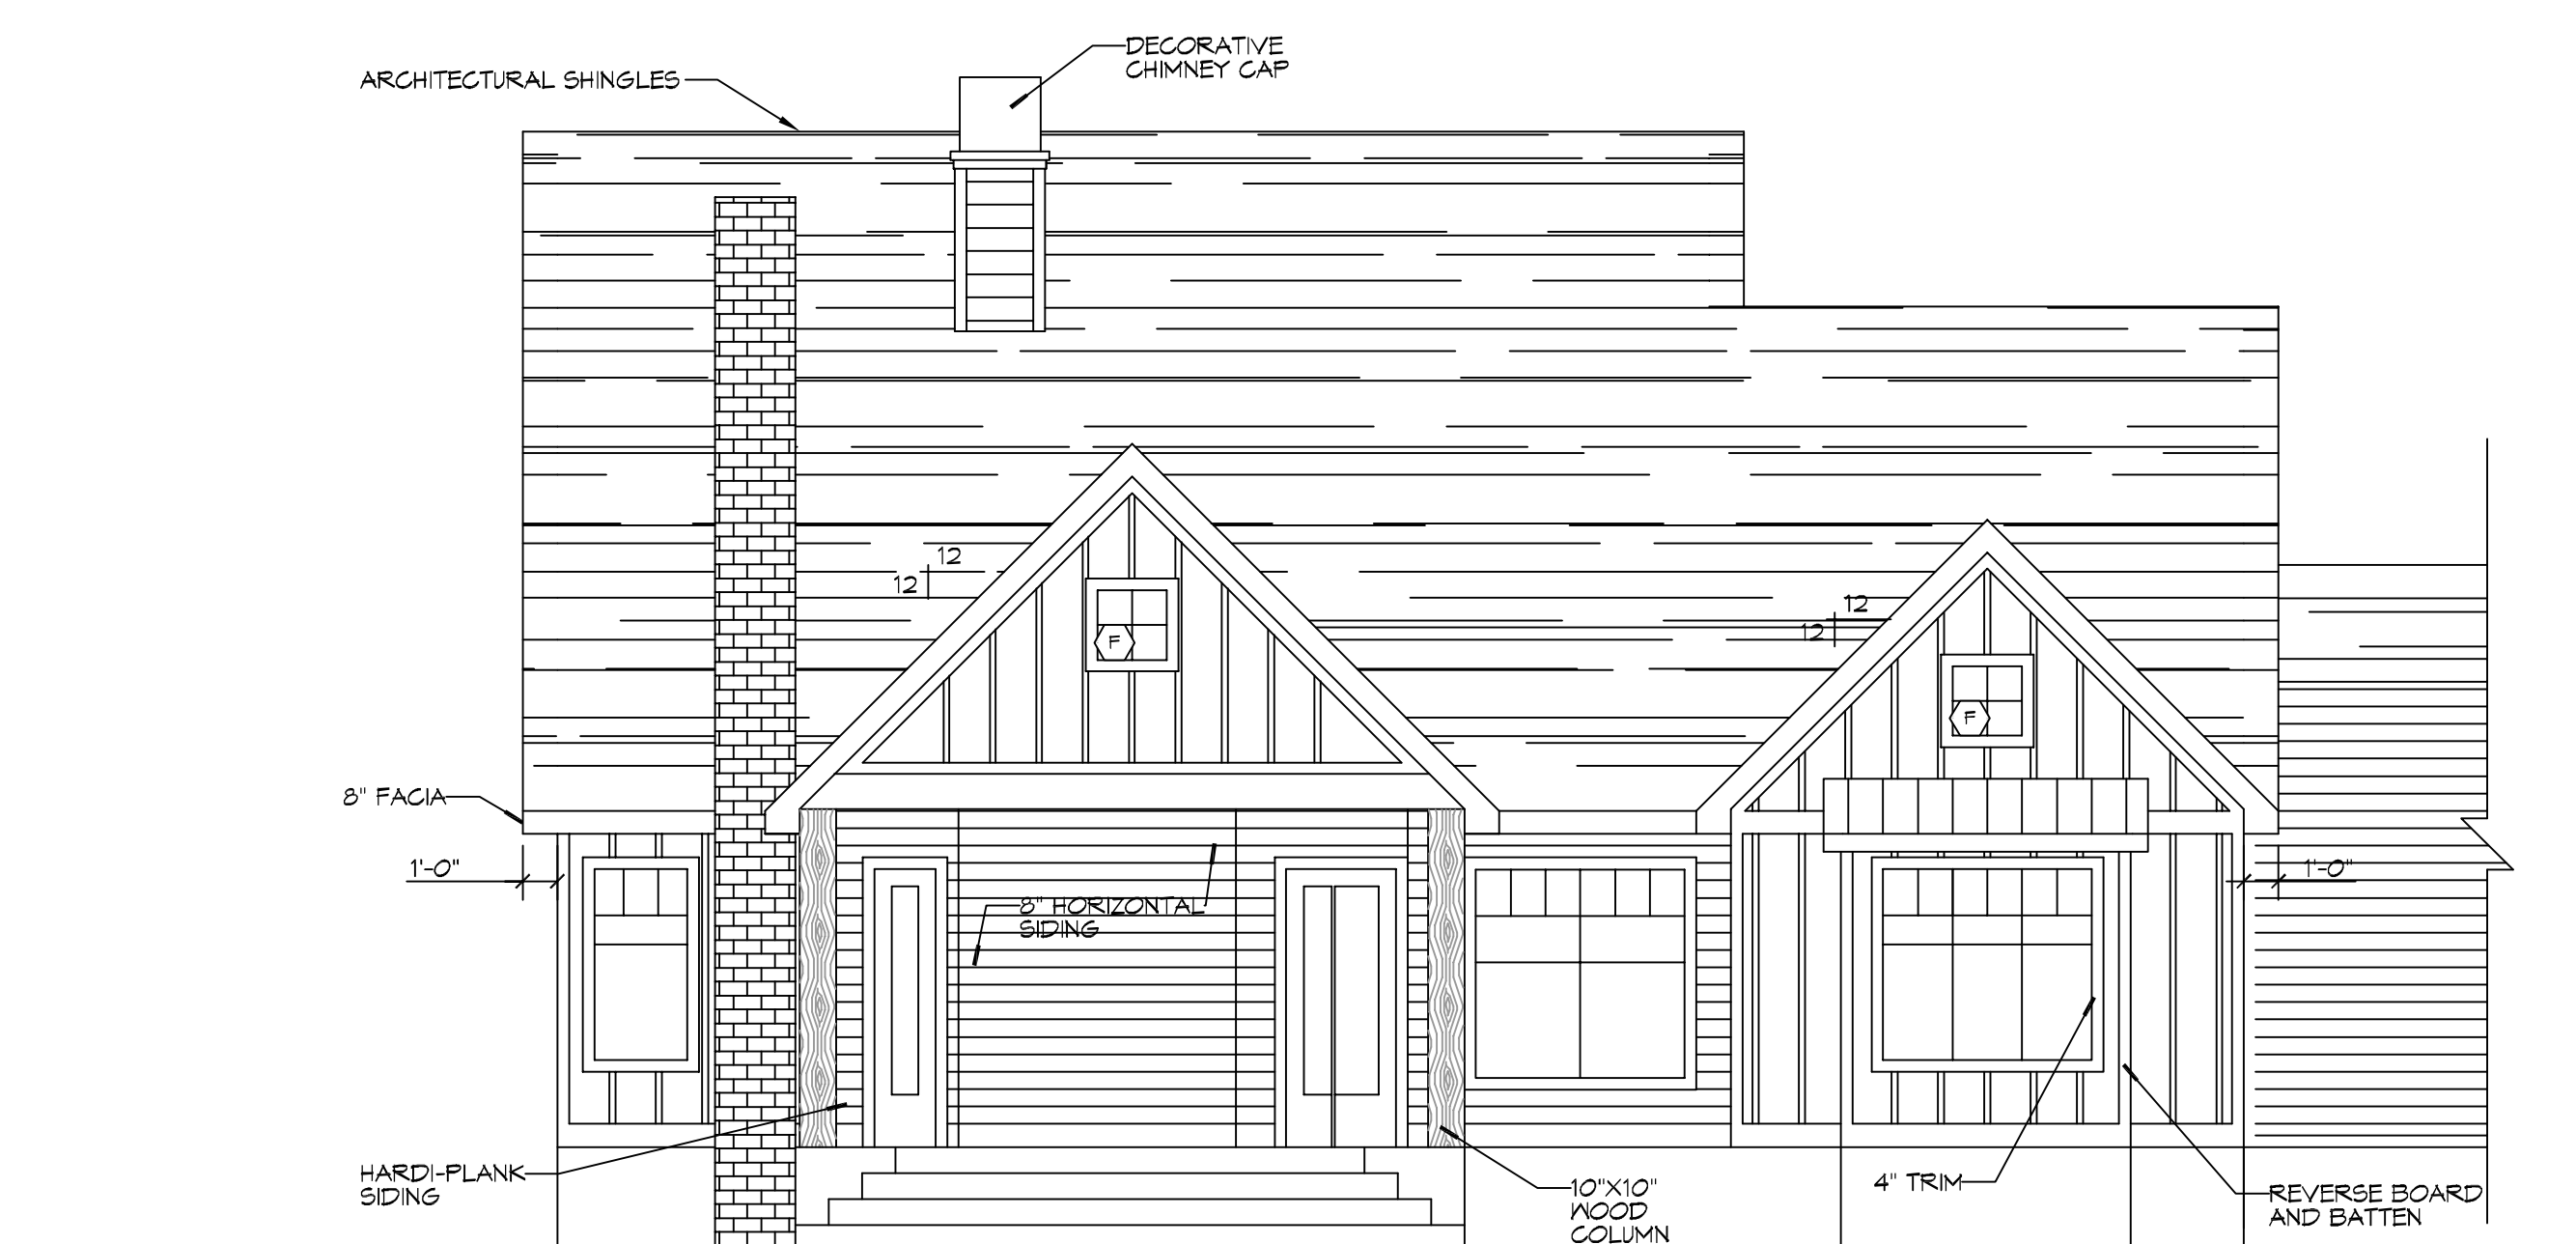 DECORATIVE
CHIMNEY CAP
ARCHITECTURAL SHINGLES
12
12
F
12
12
F
8" FACIA
1'-0"
1'-0"
8" HORIZONTAL
SIDING
HARDI-PLANK
SIDING
10"X10"
WOOD
COLUMN
4" TRIM
REVERSE BOARD
AND BATTEN